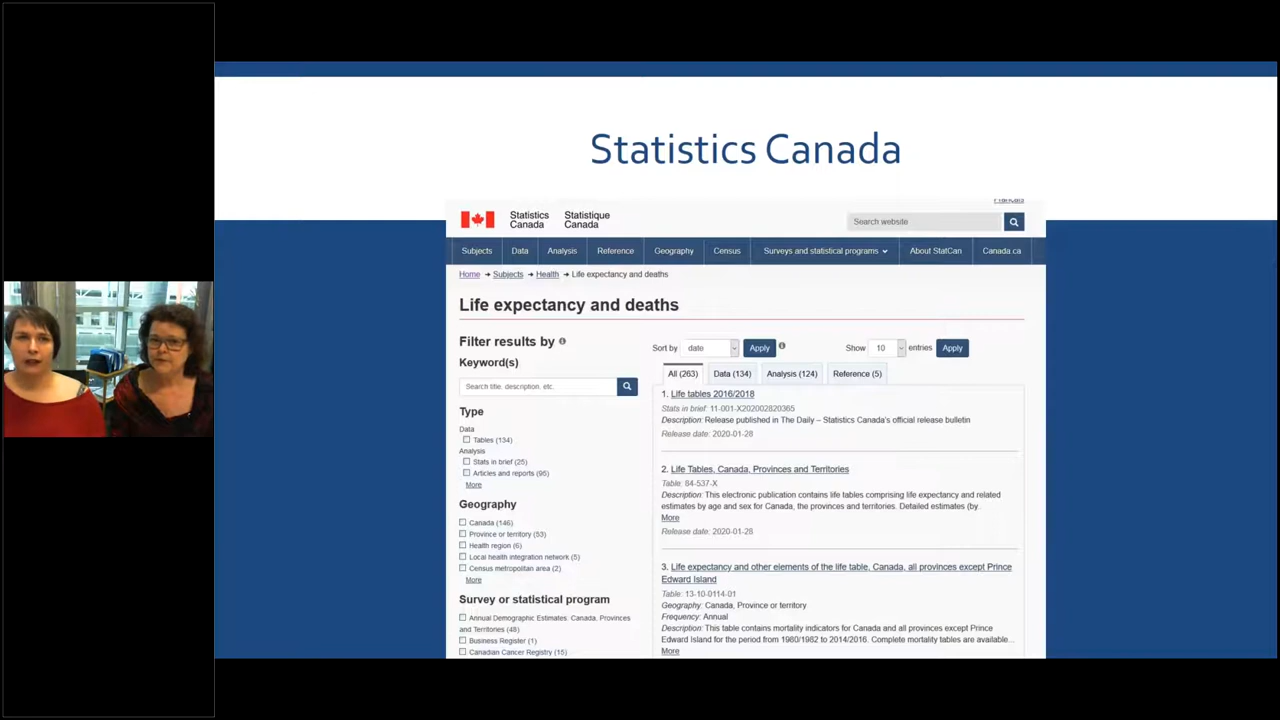 Statistics Canada
Français
Statistics Canada
Statistique Canada
Search website
Subjects Data Analysis Reference Geography Census Surveys and statistical programs About StatCan Canada.ca
Home → Subjects → Health → Life expectancy and deaths
Life expectancy and deaths
Filter results by
Keyword(s)
Search title, description, etc.
Type
Data
Tables (134)
Analysis
Stats in brief (25)
Articles and reports (95)
More
Geography
Canada (146)
Province or territory (53)
Health region (6)
Local health integration network (5)
Census metropolitan area (2)
More
Survey or statistical program
Annual Demographic Estimates: Canada, Provinces
and Territories (48)
Business Register (1)
Canadian Cancer Registry (15)
Sort by date Apply Show 10 entries Apply
All (263) Data (134) Analysis (124) Reference (5)
1. Life tables 2016/2018
Stats in brief: 11-001-X202002820365
Description: Release published in The Daily – Statistics Canada's official release bulletin
Release date: 2020-01-28
2. Life Tables, Canada, Provinces and Territories
Table: 84-537-X
Description: This electronic publication contains life tables comprising life expectancy and related
estimates by age and sex for Canada, the provinces and territories. Detailed estimates (by..
More
Release date: 2020-01-28
3. Life expectancy and other elements of the life table, Canada, all provinces except Prince
Edward Island
Table: 13-10-0114-01
Geography: Canada, Province or territory
Frequency: Annual
Description: This table contains mortality indicators for Canada and all provinces except Prince
Edward Island for the period from 1980/1982 to 2014/2016. Complete mortality tables are available...
More